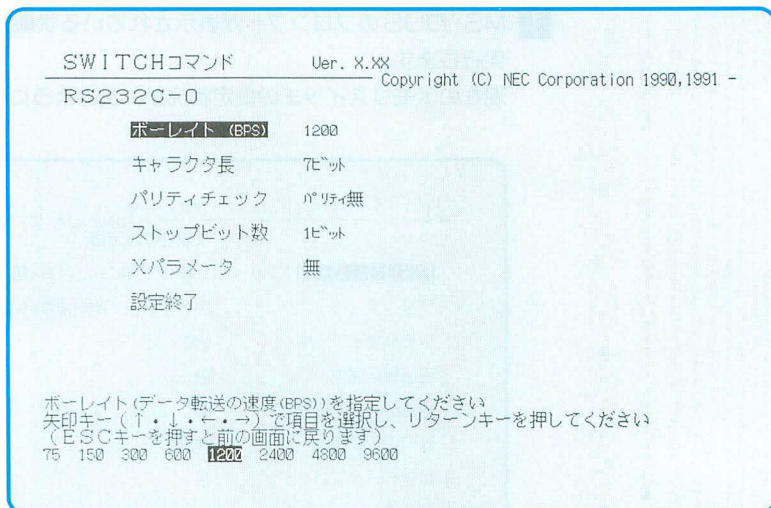 SWITCHコマンド Ver. X.XX
Copyright (C) NEC Corporation 1990,1991 -
RS232C-0
ボーレイト (BPS) 1200
キャラクタ長 7ビット
パリティチェック パリティ無
ストップビット数 1ビット
Xパラメータ 無
設定終了
ボーレイト(データ転送の速度(BPS))を指定してください
矢印キー(↑・↓・←・→)で項目を選択し、リターンキーを押してください
(ESCキーを押すと前の画面に戻ります)
75 150 300 600 1200 2400 4800 9600